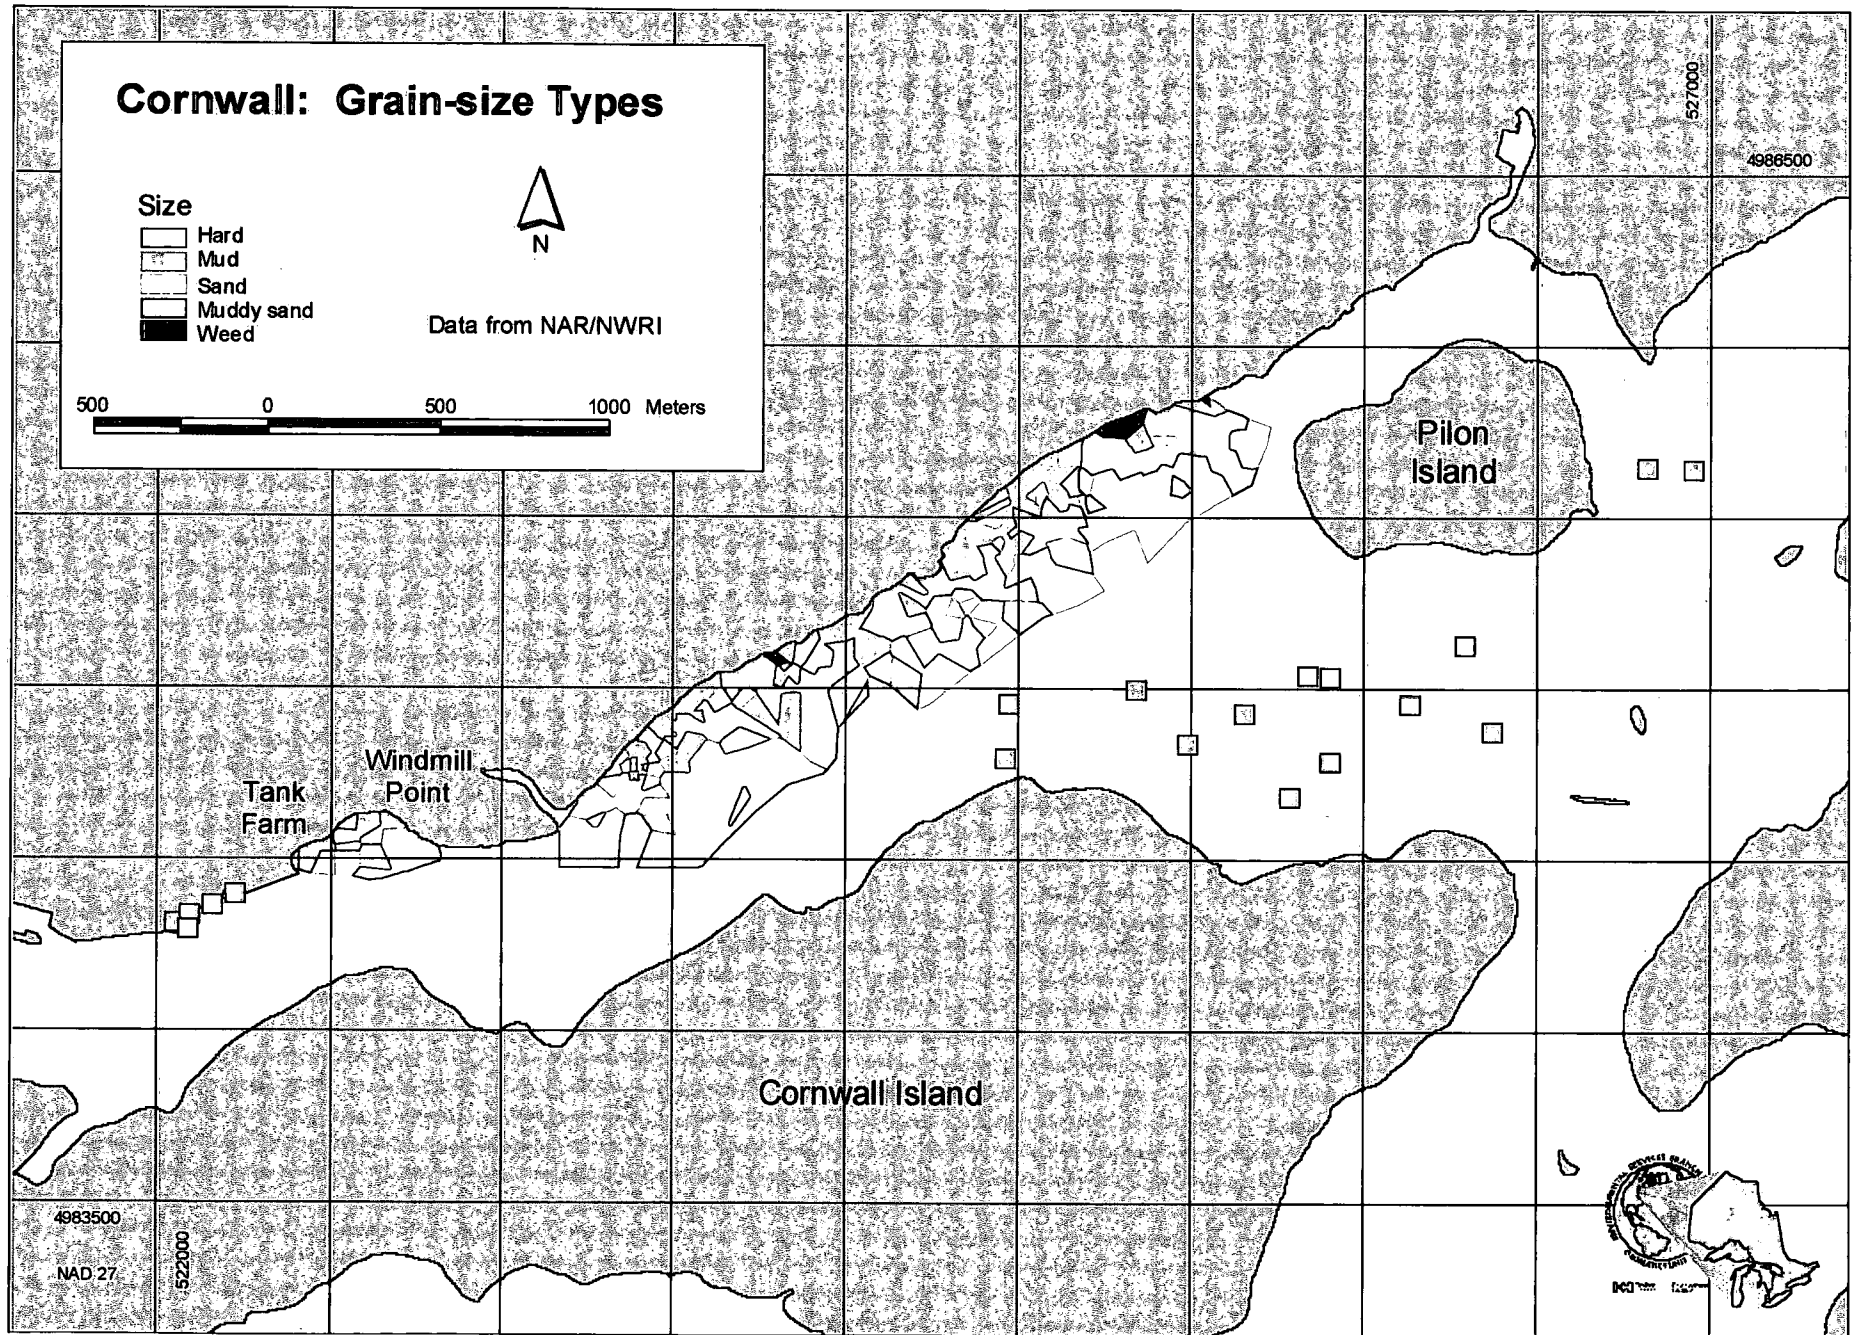 Cornwall: Grain-size Types
Size
Hard
Mud
Sand
Muddy sand
Weed
N
Data from NAR/NWRI
500 0 500 1000 Meters
527000
4986500
Pilon
Island
Windmill
Point
Tank
Farm
Cornwall Island
4983500
522000
NAD 27